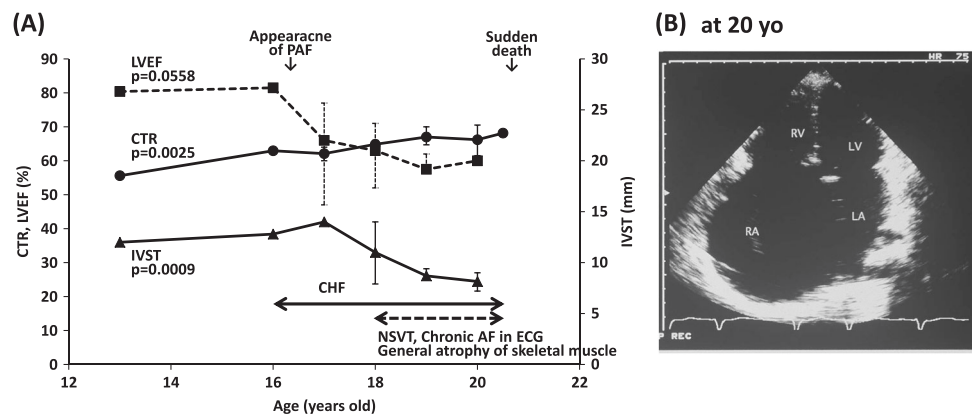 (A)
(B) at 20 yo
Appearacne
of PAF
Sudden
death
90
80
70
60
50
40
30
20
10
0
CTR, LVEF (%)
30
25
20
15
10
5
0
IVST (mm)
LVEF
p=0.0558
CTR
p=0.0025
IVST
p=0.0009
CHF
NSVT, Chronic AF in ECG
General atrophy of skeletal muscle
12 14 16 18 20 22
Age (years old)
HR 75
RV
LV
RA
LA
P REC